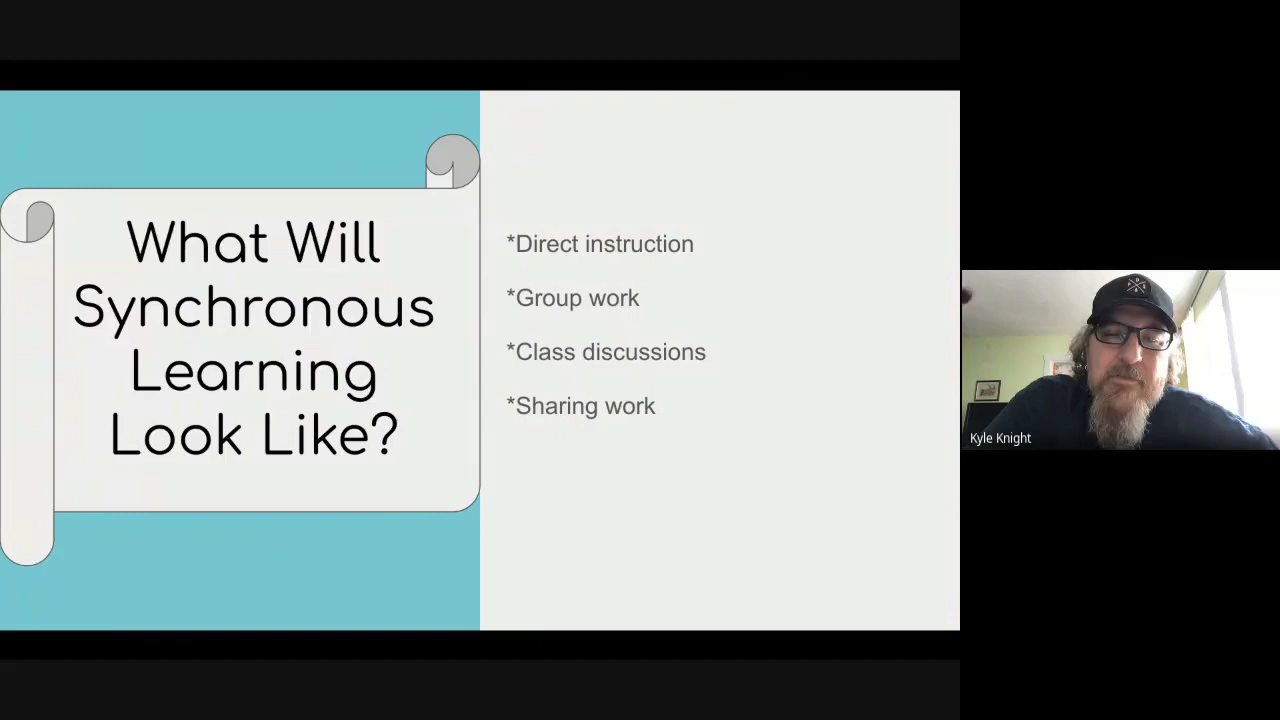 What Will
Synchronous
Learning
Look Like?
*Direct instruction
*Group work
*Class discussions
*Sharing work
Kyle Knight